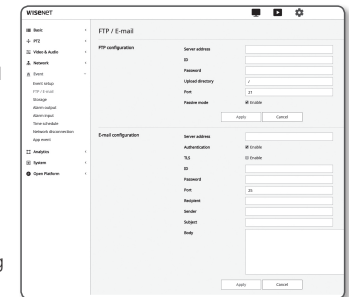 WISENET
Basic
PTZ
Video & Audio
Network
Event
Event setup
FTP / E-mail
Storage
Alarm output
Alarm input
Time schedule
Network disconnection
App event
Analytics
System
Open Platform
FTP / E-mail
FTP configuration
Server address
ID
Password
Upload directory /
Port 21
Passive mode Enable
Apply Cancel
E-mail configuration
Server address
Authentication Enable
TLS Enable
ID
Password
Port 25
Recipient
Sender
Subject
Body
Apply Cancel
g